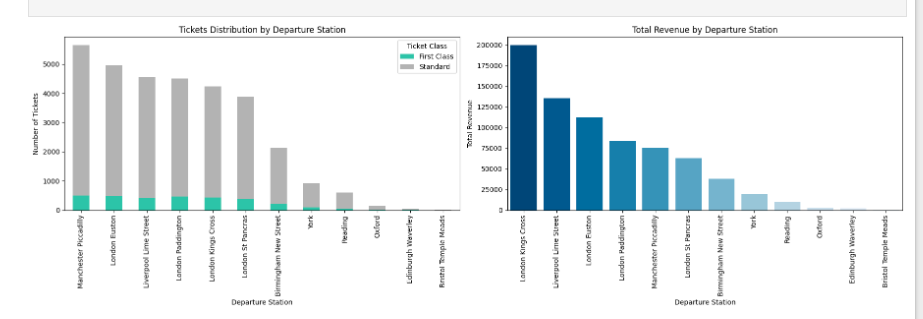 Tickets Distribution by Departure Station
Ticket Class
First Class
Standard
Number of Tickets
5000
4000
3000
2000
1000
0
Manchester Piccadilly
London Euston
Liverpool Lime Street
London Paddington
London Kings Cross
London St Pancras
Birmingham New Street
York
Reading
Oxford
Edinburgh Waverley
Bristol Temple Meads
Departure Station
Total Revenue by Departure Station
Total Revenue
200000
175000
150000
125000
100000
75000
50000
25000
0
London Kings Cross
Liverpool Lime Street
London Euston
London Paddington
Manchester Piccadilly
London St Pancras
Birmingham New Street
York
Reading
Oxford
Edinburgh Waverley
Bristol Temple Meads
Departure Station